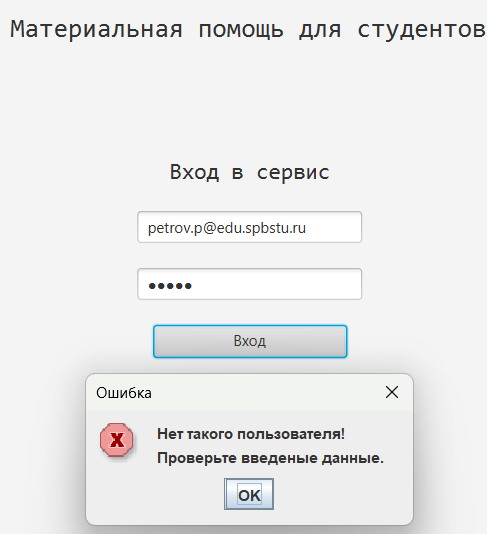 Материальная помощь для студентов
Вход в сервис
petrov.p@edu.spbstu.ru
●●●●●
Вход
Ошибка
Нет такого пользователя!
Проверьте введеные данные.
OK